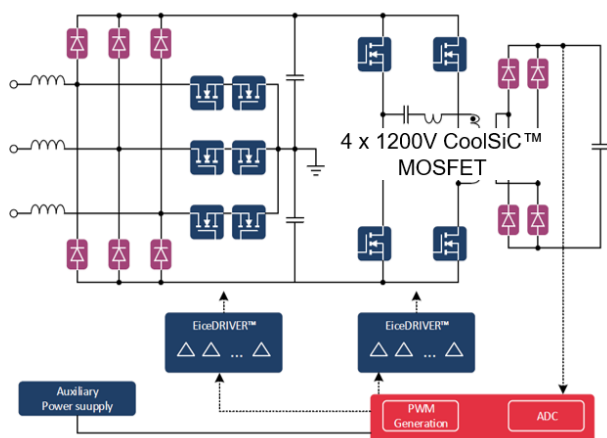 4 x 1200V CoolSiC™
MOSFET
EiceDRIVER™
...
EiceDRIVER™
...
Auxiliary
Power suupply
PWM
Generation
ADC